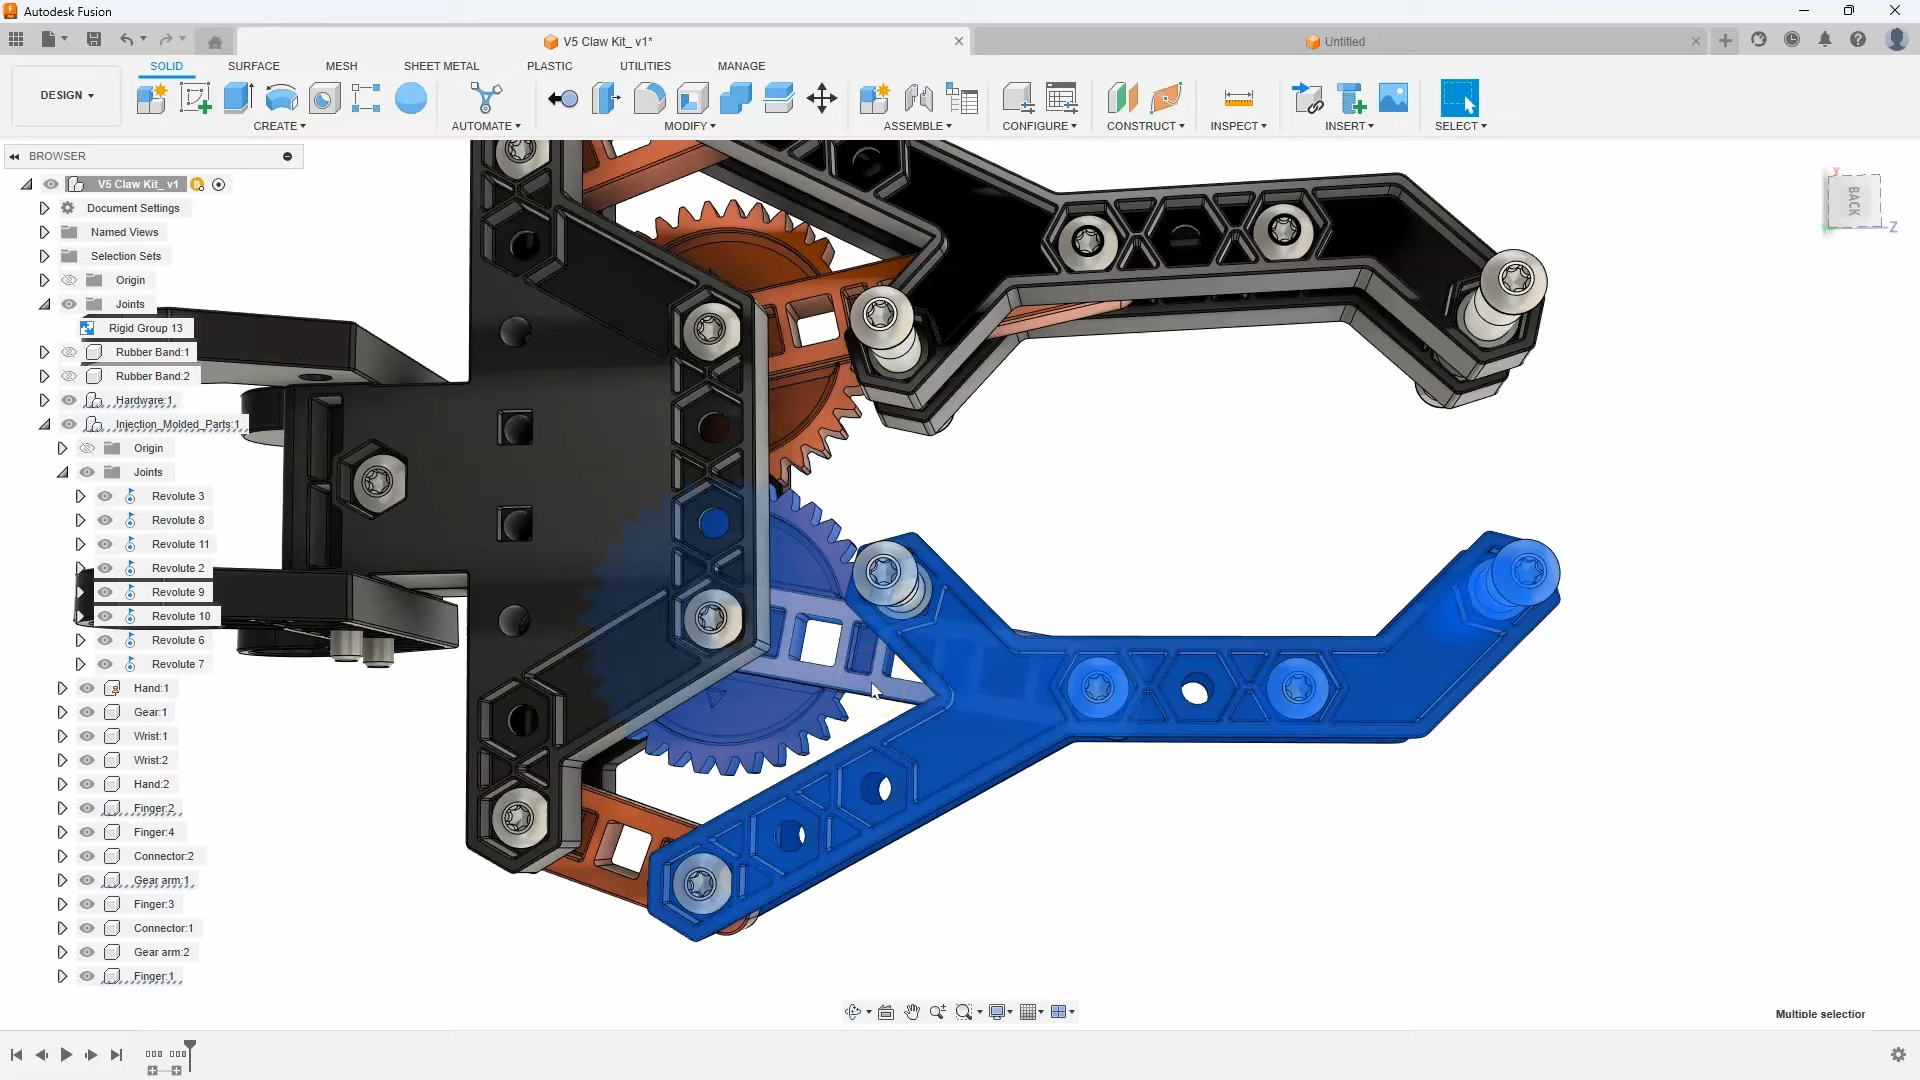 Autodesk Fusion
V5 Claw Kit_ v1*
Untitled
DESIGN
SOLID
SURFACE
MESH
SHEET METAL
PLASTIC
UTILITIES
MANAGE
CREATE
AUTOMATE
MODIFY
ASSEMBLE
CONFIGURE
CONSTRUCT
INSPECT
INSERT
SELECT
BROWSER
V5 Claw Kit_ v1
Document Settings
Named Views
Selection Sets
Origin
Joints
Rigid Group 13
Rubber Band:1
Rubber Band:2
Hardware:1
Injection_Molded_Parts:1
Origin
Joints
Revolute 3
Revolute 8
Revolute 11
Revolute 2
Revolute 9
Revolute 10
Revolute 6
Revolute 7
Hand:1
Gear:1
Wrist:1
Wrist:2
Hand:2
Finger:2
Finger:4
Connector:2
Gear arm:1
Finger:3
Connector:1
Gear arm:2
Finger:1
BACK
X
Z
Multiple selection